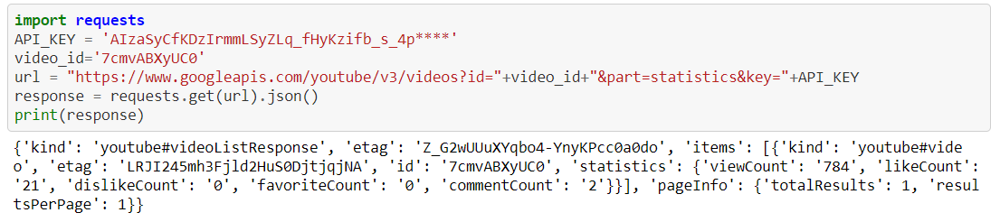 import requests
API_KEY = 'AIzaSyCfKDzIrmmLSyZLq_fHyKzifb_s_4p****'
video_id='7cmvABXyUC0'
url = "https://www.googleapis.com/youtube/v3/videos?id="+video_id+"&part=statistics&key="+API_KEY
response = requests.get(url).json()
print(response)
{'kind': 'youtube#videoListResponse', 'etag': 'Z_G2wUUuXYqbo4-YnyKPcc0a0do', 'items': [{'kind': 'youtube#vide
o', 'etag': 'LRJI245mh3Fjld2HuS0DjtjqjNA', 'id': '7cmvABXyUC0', 'statistics': {'viewCount': '784', 'likeCount':
'21', 'dislikeCount': '0', 'favoriteCount': '0', 'commentCount': '2'}}], 'pageInfo': {'totalResults': 1, 'resul
tsPerPage': 1}}